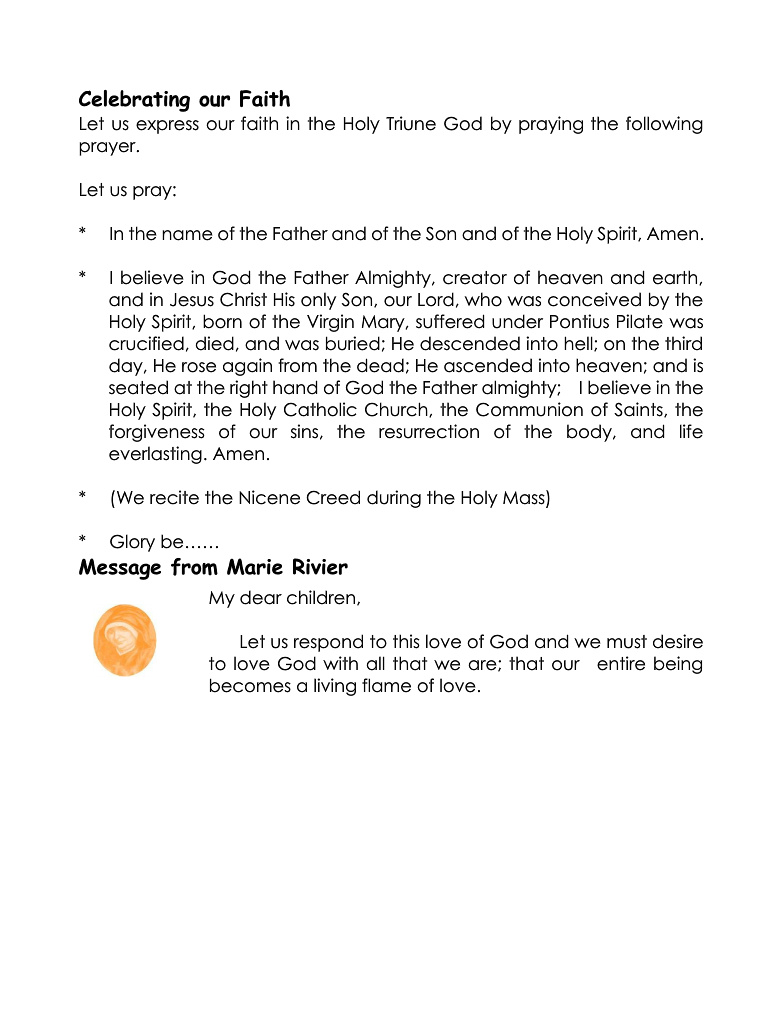 Celebrating our Faith
Let us express our faith in the Holy Triune God by praying the following
prayer.
Let us pray:
* In the name of the Father and of the Son and of the Holy Spirit, Amen.
* I believe in God the Father Almighty, creator of heaven and earth,
and in Jesus Christ His only Son, our Lord, who was conceived by the
Holy Spirit, born of the Virgin Mary, suffered under Pontius Pilate was
crucified, died, and was buried; He descended into hell; on the third
day, He rose again from the dead; He ascended into heaven; and is
seated at the right hand of God the Father almighty; I believe in the
Holy Spirit, the Holy Catholic Church, the Communion of Saints, the
forgiveness of our sins, the resurrection of the body, and life
everlasting. Amen.
* (We recite the Nicene Creed during the Holy Mass)
* Glory be……
Message from Marie Rivier
My dear children,
Let us respond to this love of God and we must desire
to love God with all that we are; that our entire being
becomes a living flame of love.